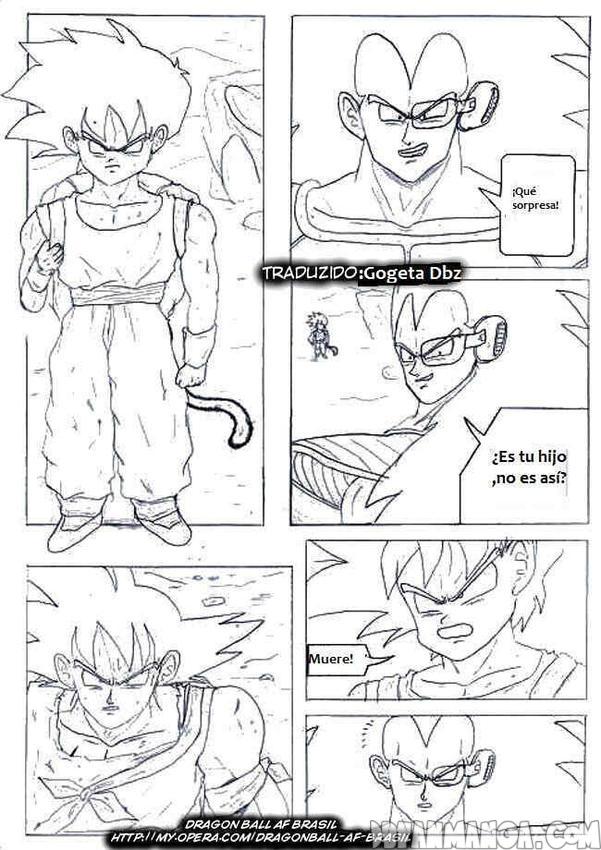 ¡Qué
sorpresa!
TRADUZIDO:Gogeta Dbz
¿Es tu hijo
,no es así?
Muere!
DRAGON BALL AF BRASIL
HTTP://MY.OPERA.COM/DRAGONBALL-AF-BRASIL